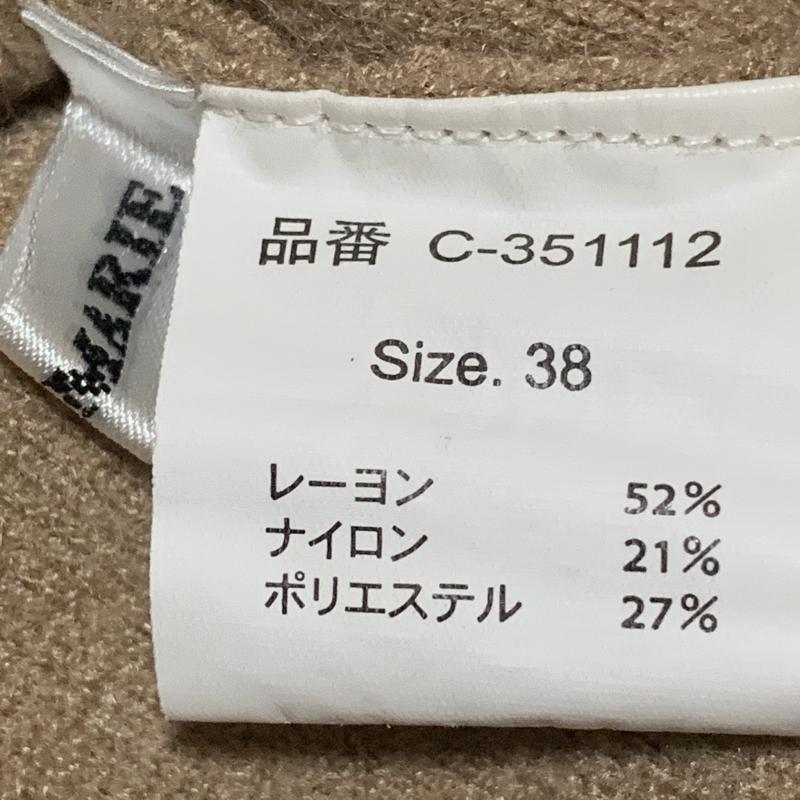 MARIE
品番 C-351112
Size. 38
レーヨン 52%
ナイロン 21%
ポリエステル 27%